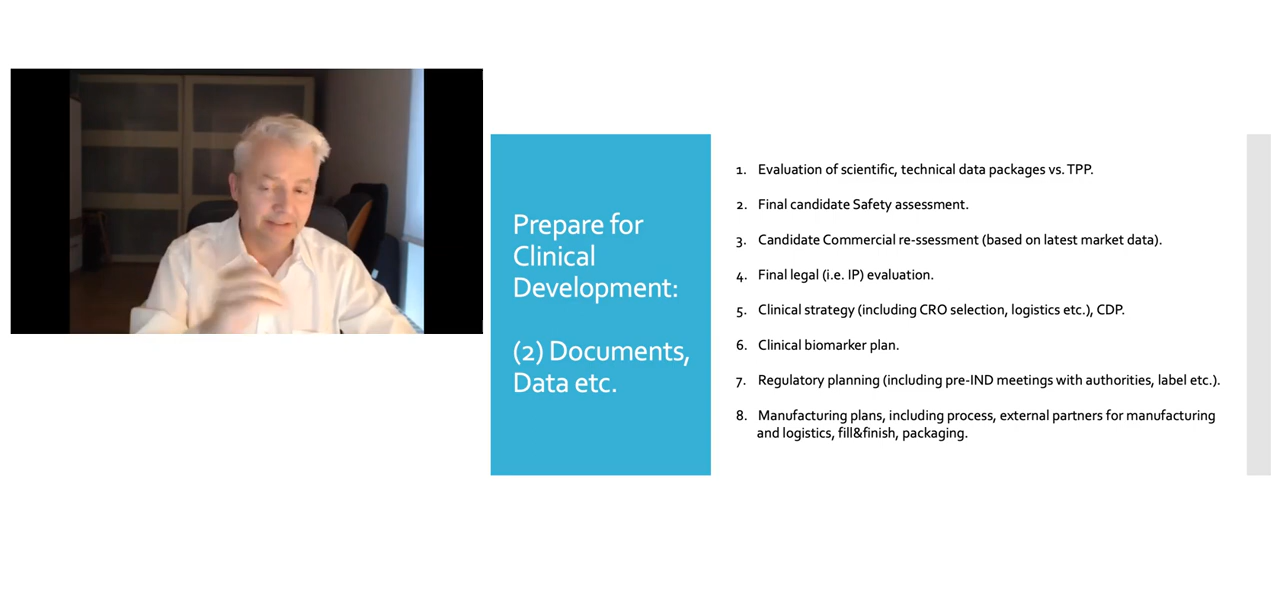 Prepare for
Clinical
Development:
(2) Documents,
Data etc.
1. Evaluation of scientific, technical data packages vs. TPP.
2. Final candidate Safety assessment.
3. Candidate Commercial re-ssessment (based on latest market data).
4. Final legal (i.e. IP) evaluation.
5. Clinical strategy (including CRO selection, logistics etc.), CDP.
6. Clinical biomarker plan.
7. Regulatory planning (including pre-IND meetings with authorities, label etc.).
8. Manufacturing plans, including process, external partners for manufacturing
and logistics, fill&finish, packaging.